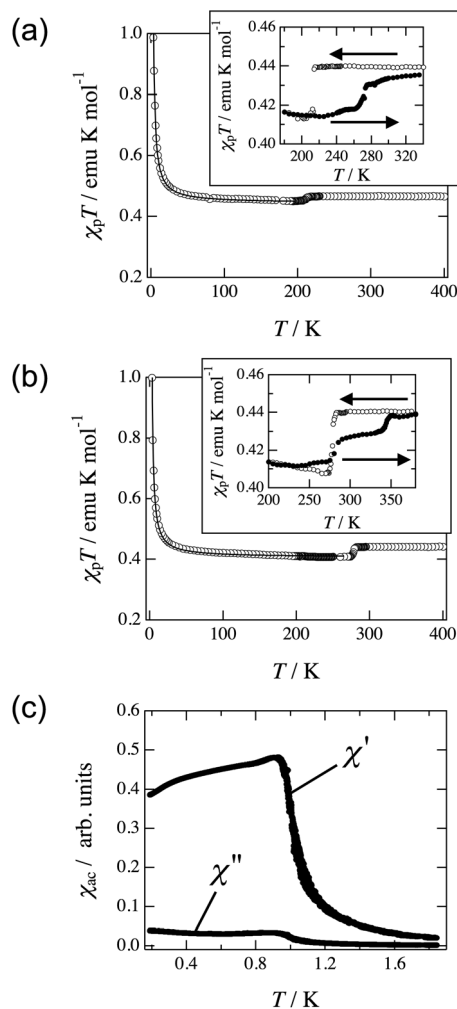 (a)
χₚT / emu K mol⁻¹
1.0
0.8
0.6
0.4
0.2
0 100 200 300 400
T / K
χₚT / emu K mol⁻¹
0.46
0.44
0.42
0.40
200 240 280 320
T / K
(b)
χₚT / emu K mol⁻¹
1.0
0.8
0.6
0.4
0.2
0 100 200 300 400
T / K
χₚT / emu K mol⁻¹
0.46
0.44
0.42
0.40
200 250 300 350
T / K
(c)
χac / arb. units
0.6
0.5
0.4
0.3
0.2
0.1
0.0
χ'
χ"
0.4 0.8 1.2 1.6
T / K